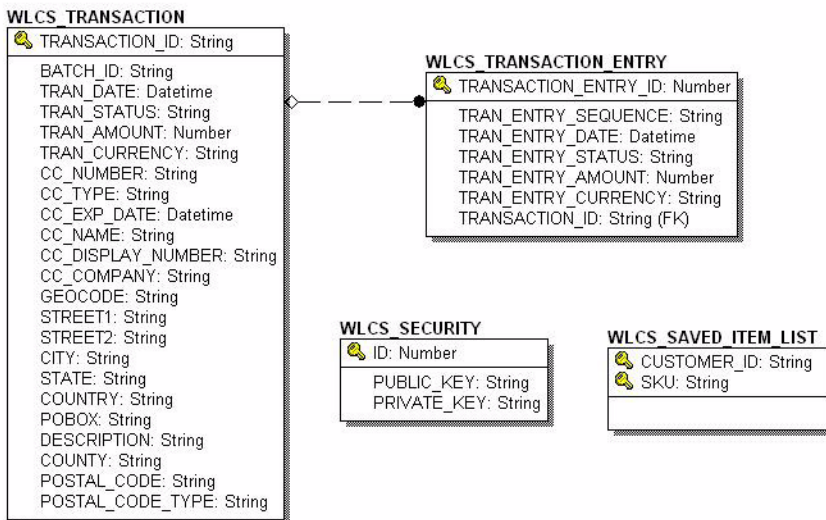 WLCS_TRANSACTION
TRANSACTION_ID: String
BATCH_ID: String
TRAN_DATE: Datetime
TRAN_STATUS: String
TRAN_AMOUNT: Number
TRAN_CURRENCY: String
CC_NUMBER: String
CC_TYPE: String
CC_EXP_DATE: Datetime
CC_NAME: String
CC_DISPLAY_NUMBER: String
CC_COMPANY: String
GEOCODE: String
STREET1: String
STREET2: String
CITY: String
STATE: String
COUNTRY: String
POBOX: String
DESCRIPTION: String
COUNTY: String
POSTAL_CODE: String
POSTAL_CODE_TYPE: String
WLCS_TRANSACTION_ENTRY
TRANSACTION_ENTRY_ID: Number
TRAN_ENTRY_SEQUENCE: String
TRAN_ENTRY_DATE: Datetime
TRAN_ENTRY_STATUS: String
TRAN_ENTRY_AMOUNT: Number
TRAN_ENTRY_CURRENCY: String
TRANSACTION_ID: String (FK)
WLCS_SECURITY
ID: Number
PUBLIC_KEY: String
PRIVATE_KEY: String
WLCS_SAVED_ITEM_LIST
CUSTOMER_ID: String
SKU: String